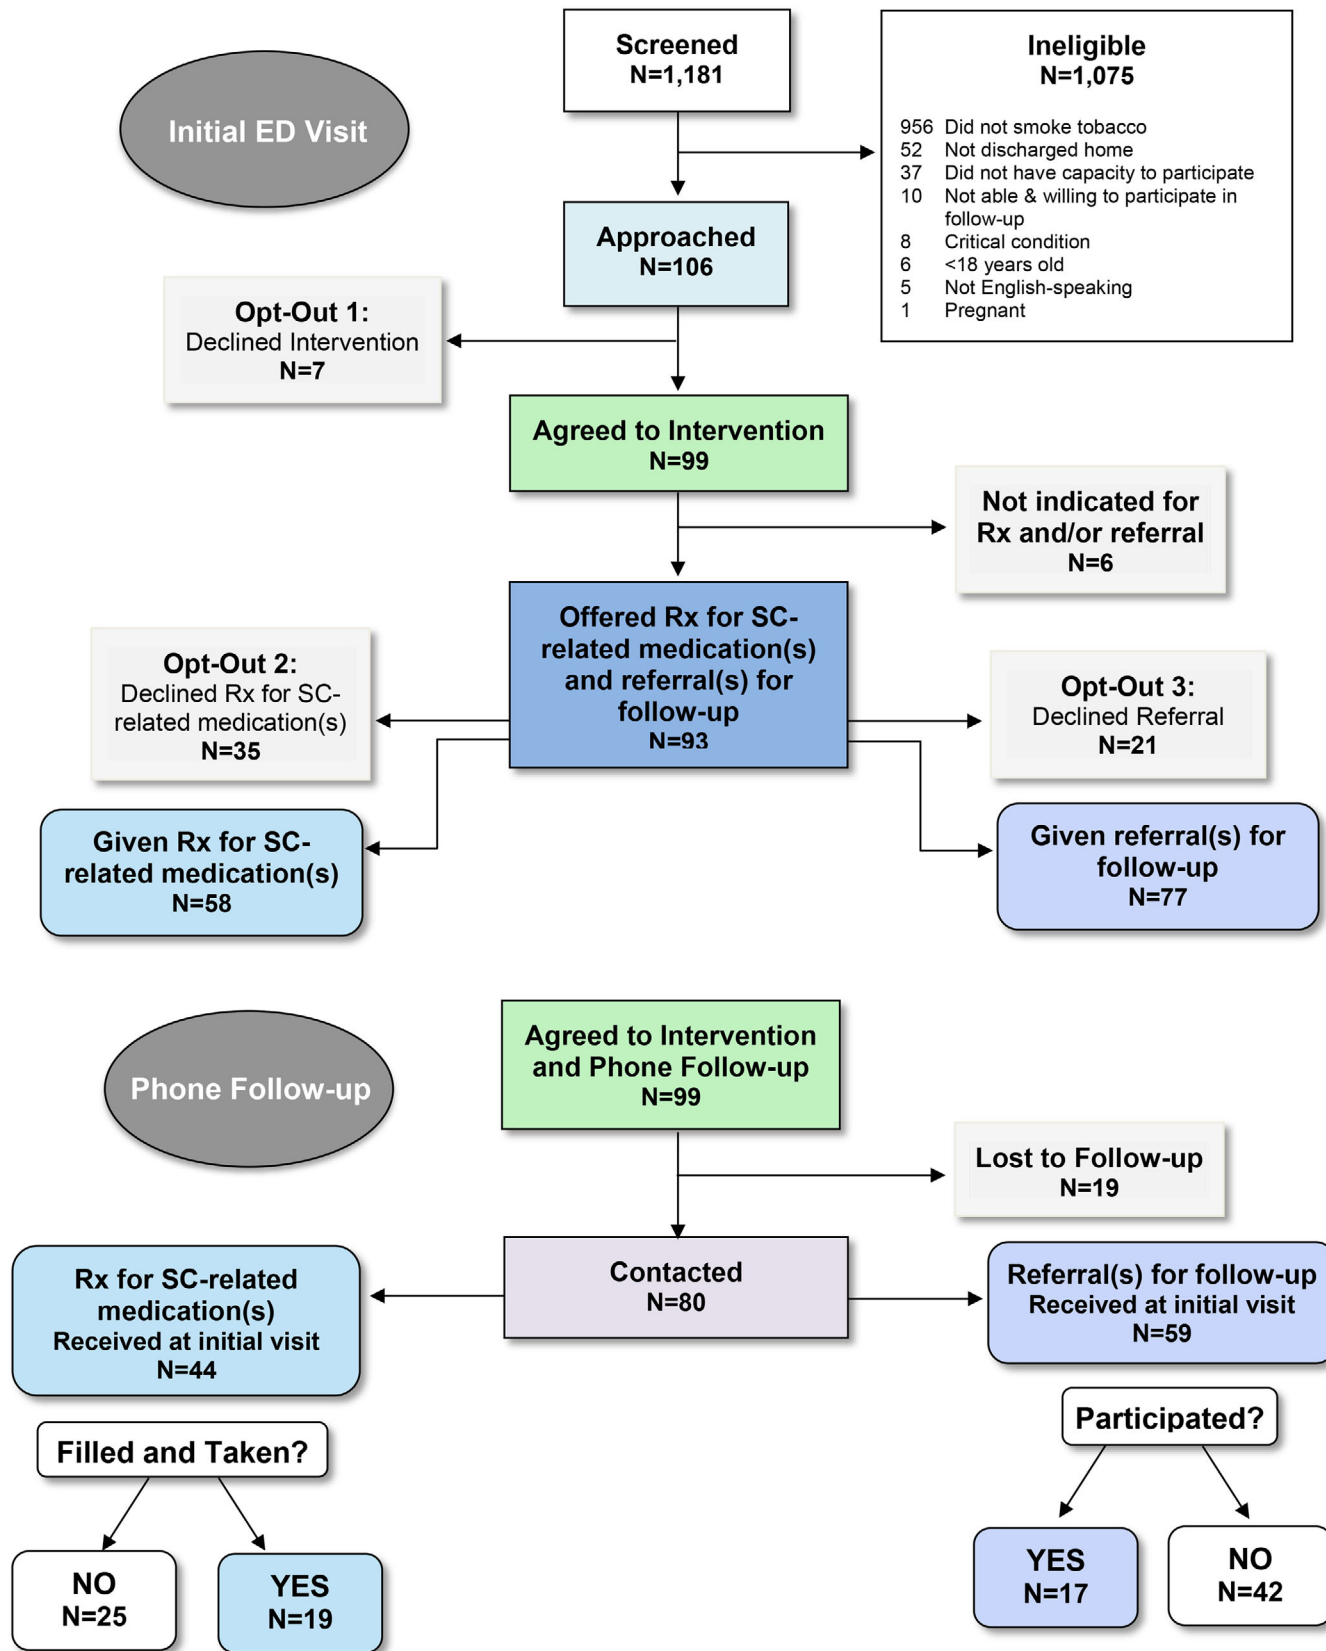 Screened
N=1,181
Initial ED Visit
Ineligible
N=1,075
956 Did not smoke tobacco
52 Not discharged home
37 Did not have capacity to participate
10 Not able & willing to participate in
follow-up
8 Critical condition
6 <18 years old
5 Not English-speaking
1 Pregnant
Approached
N=106
Opt-Out 1:
Declined Intervention
N=7
Agreed to Intervention
N=99
Not indicated for
Rx and/or referral
N=6
Offered Rx for SC-
related medication(s)
and referral(s) for
follow-up
N=93
Opt-Out 2:
Declined Rx for SC-
related medication(s)
N=35
Opt-Out 3:
Declined Referral
N=21
Given Rx for SC-
related medication(s)
N=58
Given referral(s) for
follow-up
N=77
Phone Follow-up
Agreed to Intervention
and Phone Follow-up
N=99
Lost to Follow-up
N=19
Contacted
N=80
Rx for SC-related
medication(s)
Received at initial visit
N=44
Referral(s) for follow-up
Received at initial visit
N=59
Filled and Taken?
Participated?
NO
N=25
YES
N=19
YES
N=17
NO
N=42